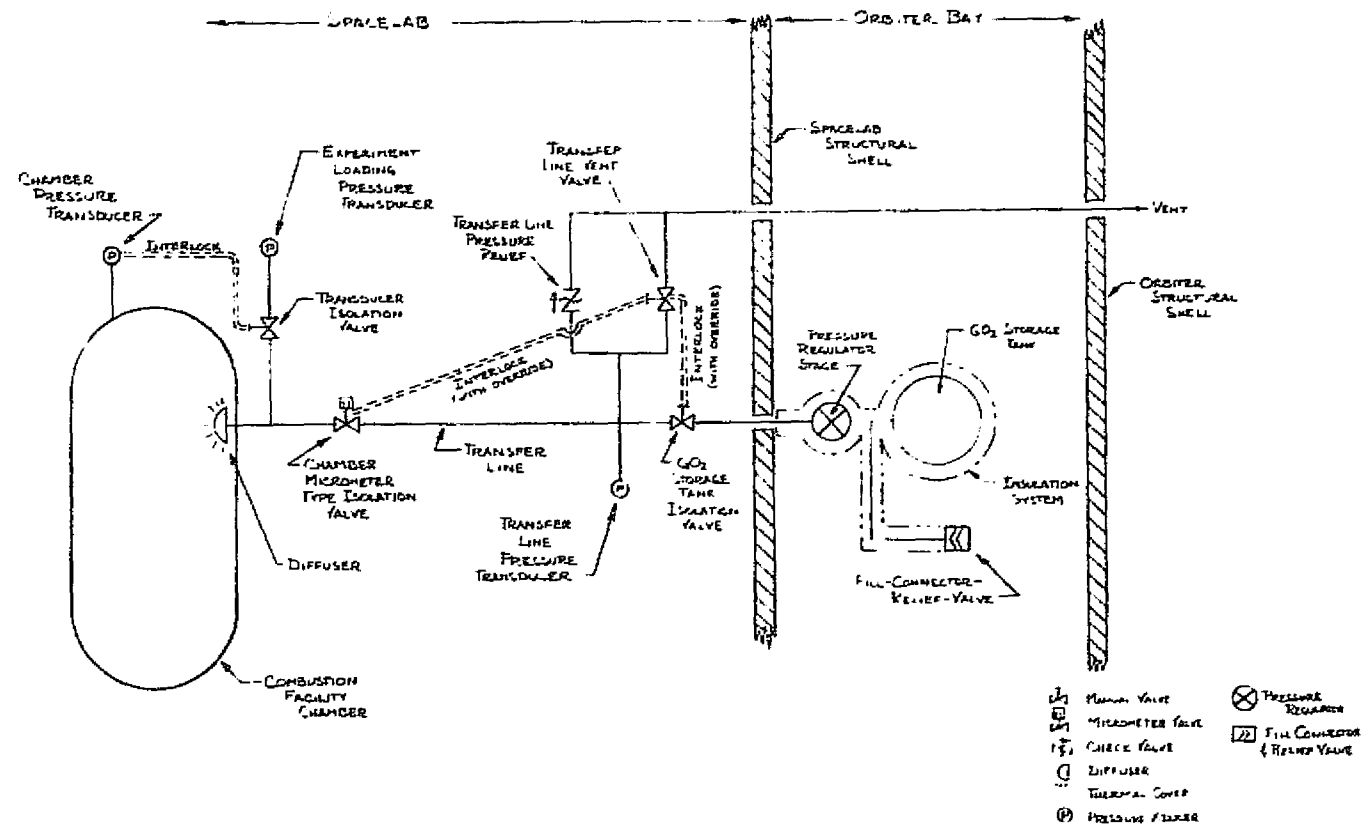 SPACELAB
ORBITER BAY
SPACELAB
STRUCTURAL
SHELL
TRANSFER
LINE VENT
VALVE
EXPERIMENT
LOADING
PRESSURE
TRANSDUCER
CHAMBER
PRESSURE
TRANSDUCER
VENT
TRANSFER LINE
PRESSURE
RELIEF
INTERLOCK
P
P
ORBITER
STRUCTURAL
SHELL
TRANSDUCER
ISOLATION
VALVE
INTERLOCK
(WITH OVERRIDE)
PRESSURE
REGULATER
STAGE
GO2 STORAGE
TANK
INTERLOCK
(WITH OVERRIDE)
CHAMBER
MICROMETER
TYPE ISOLATION
VALVE
TRANSFER
LINE
GO2
STORAGE
TANK
ISOLATION
VALVE
P
INSULATION
SYSTEM
TRANSFER
LINE
PRESSURE
TRANSDUCER
DIFFUSER
FILL-CONNECTOR-
RELIEF-VALVE
COMBUSTION
FACILITY
CHAMBER
MANUAL VALVE
MICROMETER VALVE
CHECK VALVE
DIFFUSER
THERMAL COVER
P PRESSURE
PRESSURE
REGULATER
FILL CONNECTOR
& RELIEF VALVE